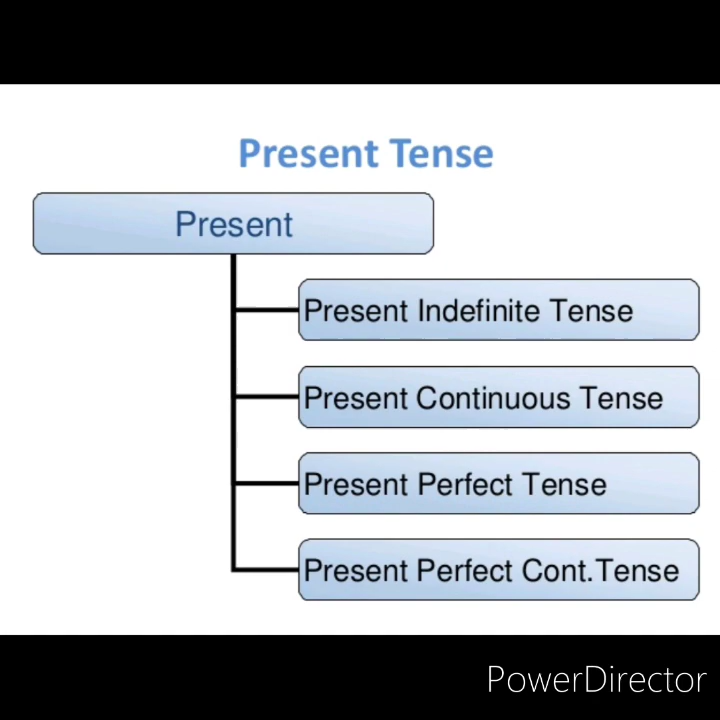 Present Tense
Present
Present Indefinite Tense
Present Continuous Tense
Present Perfect Tense
Present Perfect Cont.Tense
PowerDirector